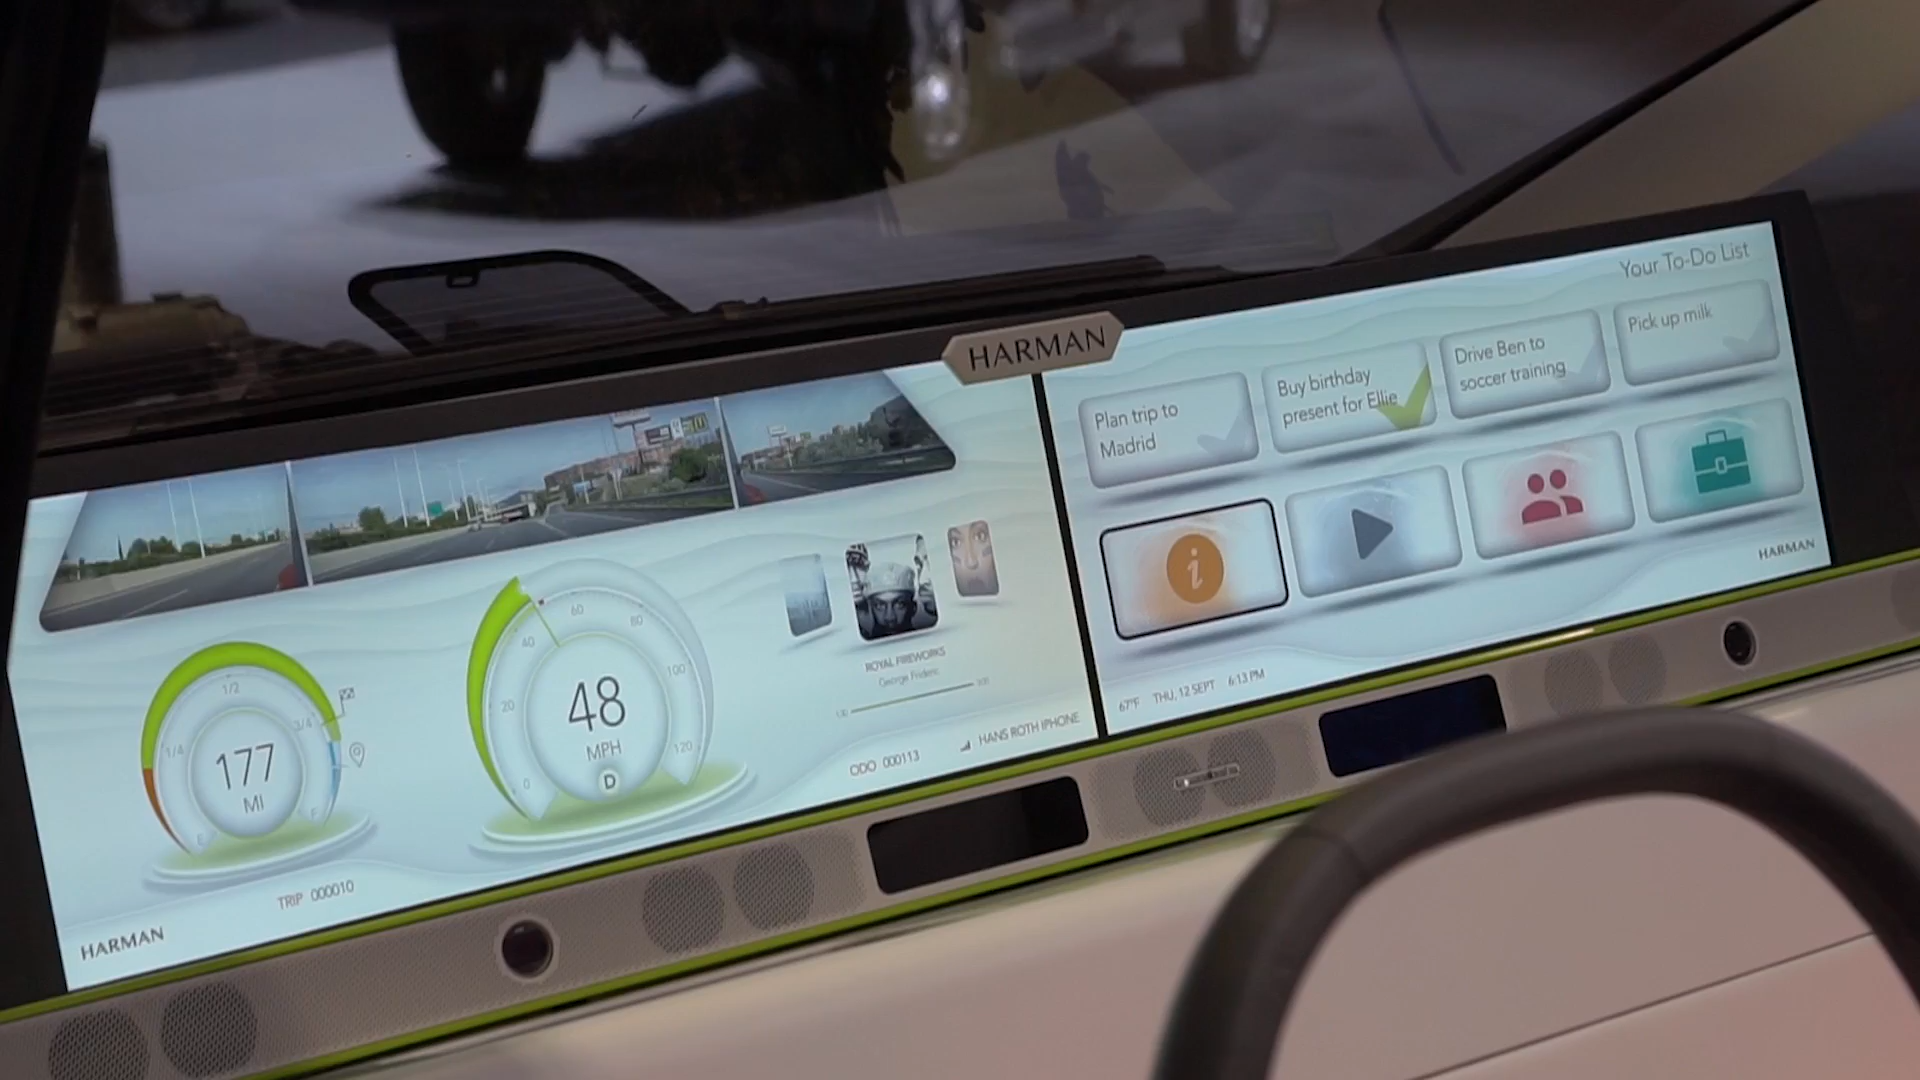 HARMAN
Your To-Do List
Plan trip to
Madrid
Buy birthday
present for Ellie
Drive Ben to
soccer training
Pick up milk
i
HARMAN
67°F THU, 12 SEPT 6:13 PM
1/4
1/2
3/4
E
F
177
MI
0
20
40
60
80
100
120
48
MPH
D
ROYAL FIREWORKS
George Frideric
ODO 000113
HANS ROTH IPHONE
TRIP 000010
HARMAN